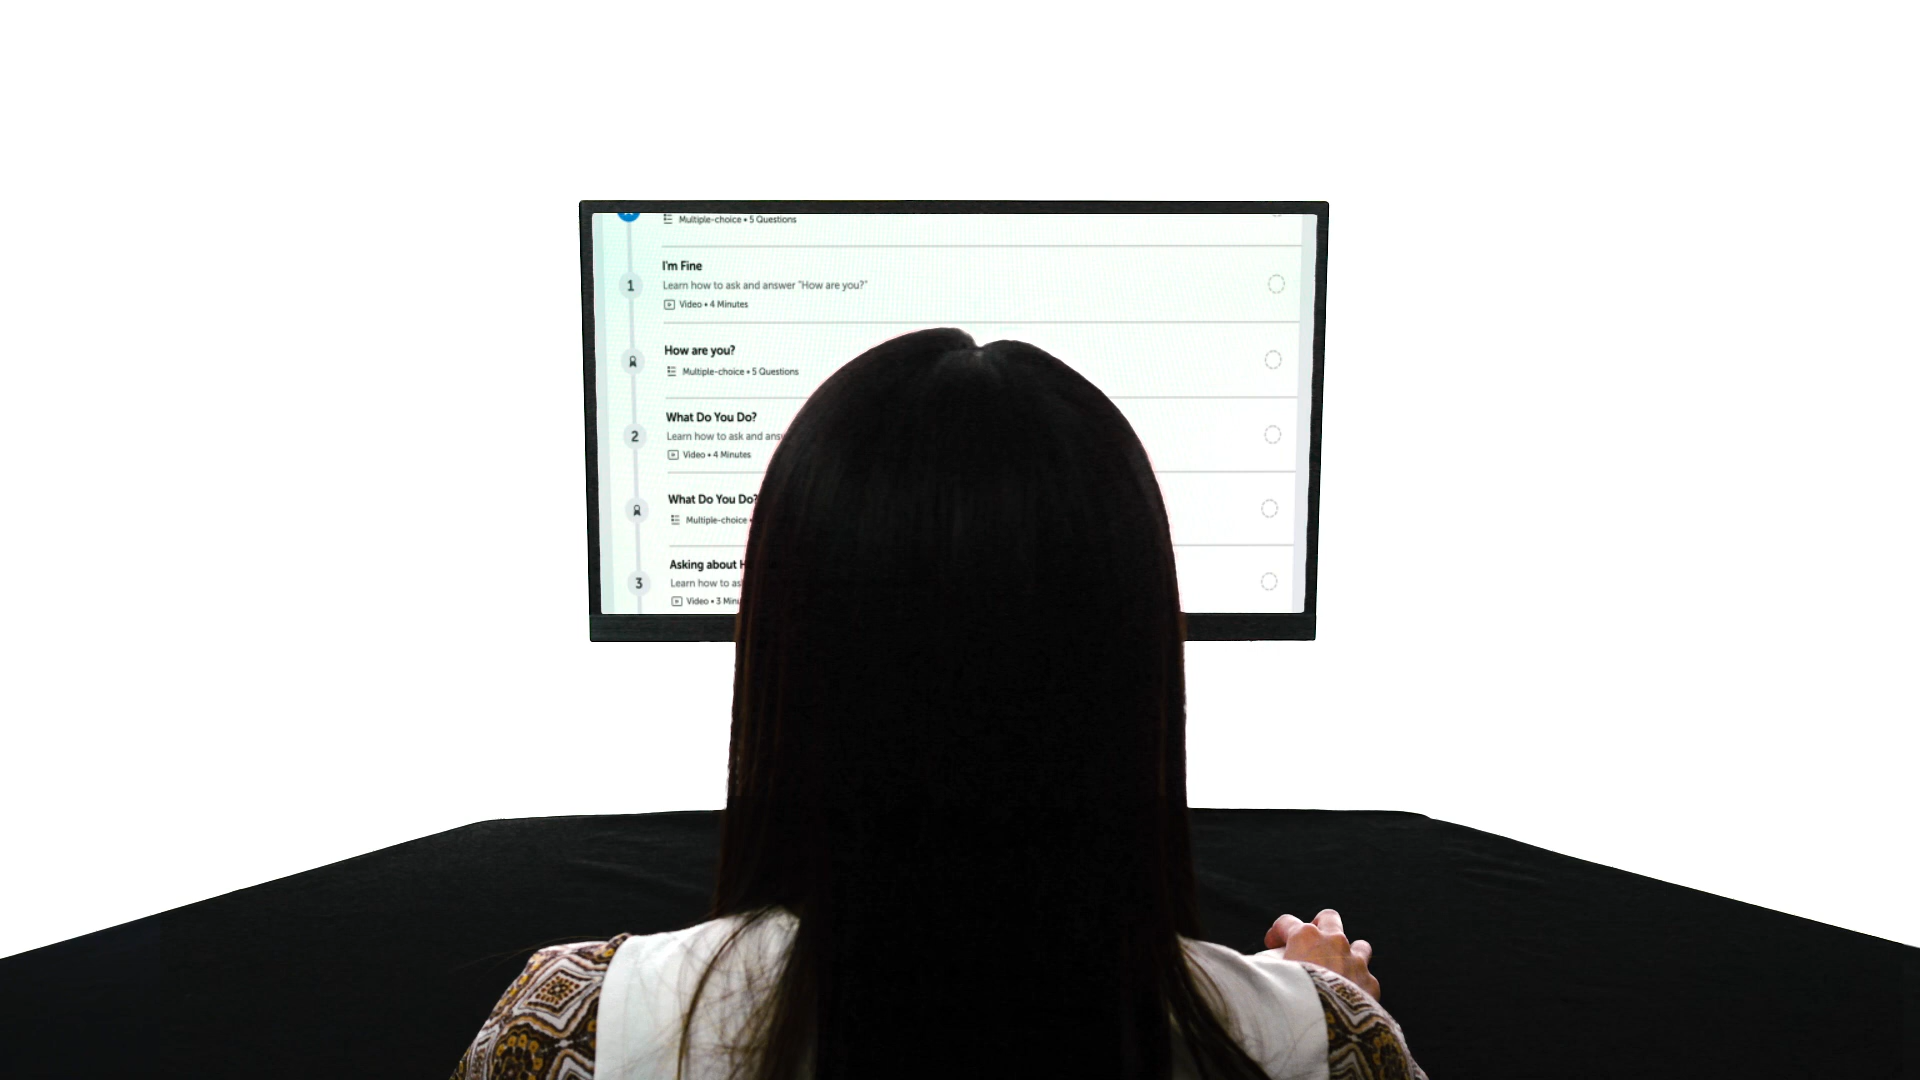 Multiple-choice • 5 Questions
I'm Fine
1
Learn how to ask and answer "How are you?"
Video • 4 Minutes
How are you?
Multiple-choice • 5 Questions
What Do You Do?
2
Learn how to ask and
Video • 4 Minutes
What Do You Do?
Multiple-choice •
Asking about
3
Learn how to
Video • 3